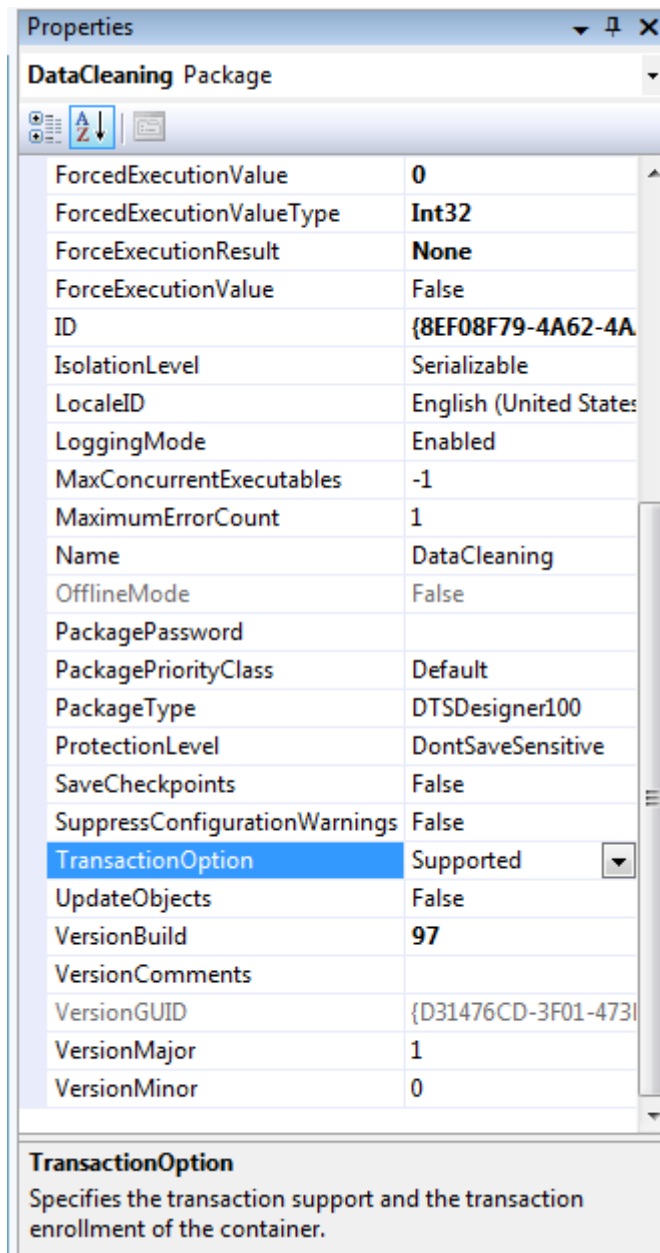 Properties
DataCleaning Package
ForcedExecutionValue 0
ForcedExecutionValueType Int32
ForceExecutionResult None
ForceExecutionValue False
ID {8EF08F79-4A62-4A
IsolationLevel Serializable
LocaleID English (United States
LoggingMode Enabled
MaxConcurrentExecutables -1
MaximumErrorCount 1
Name DataCleaning
OfflineMode False
PackagePassword
PackagePriorityClass Default
PackageType DTSDesigner100
ProtectionLevel DontSaveSensitive
SaveCheckpoints False
SuppressConfigurationWarnings False
TransactionOption Supported
UpdateObjects False
VersionBuild 97
VersionComments
VersionGUID {D31476CD-3F01-473
VersionMajor 1
VersionMinor 0
TransactionOption
Specifies the transaction support and the transaction
enrollment of the container.